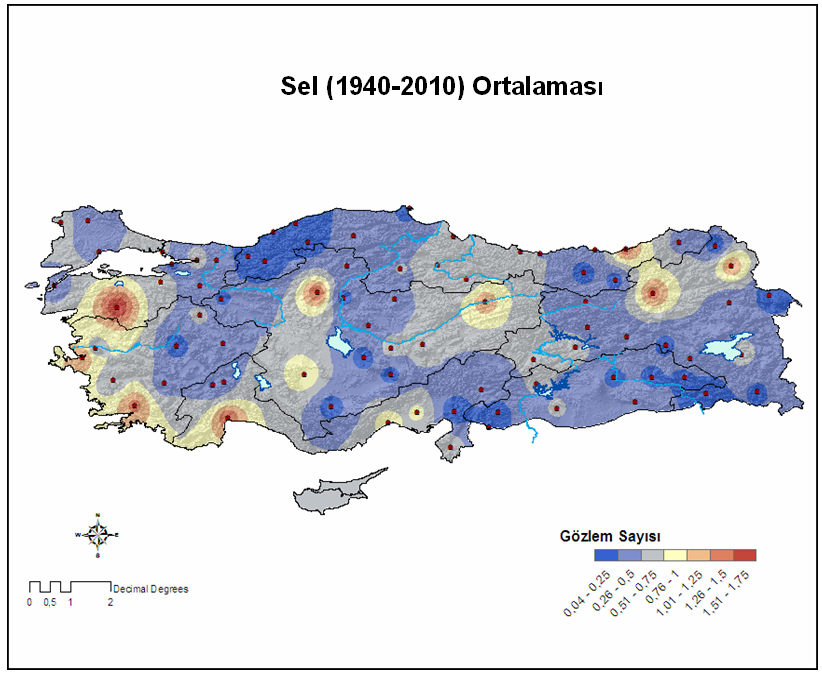 Sel (1940-2010) Ortalaması
N
W E
S
Decimal Degrees
0 0,5 1 2
Gözlem Sayısı
0,04 - 0,25
0,26 - 0,5
0,51 - 0,75
0,76 - 1
1,01 - 1,25
1,26 - 1,5
1,51 - 1,75